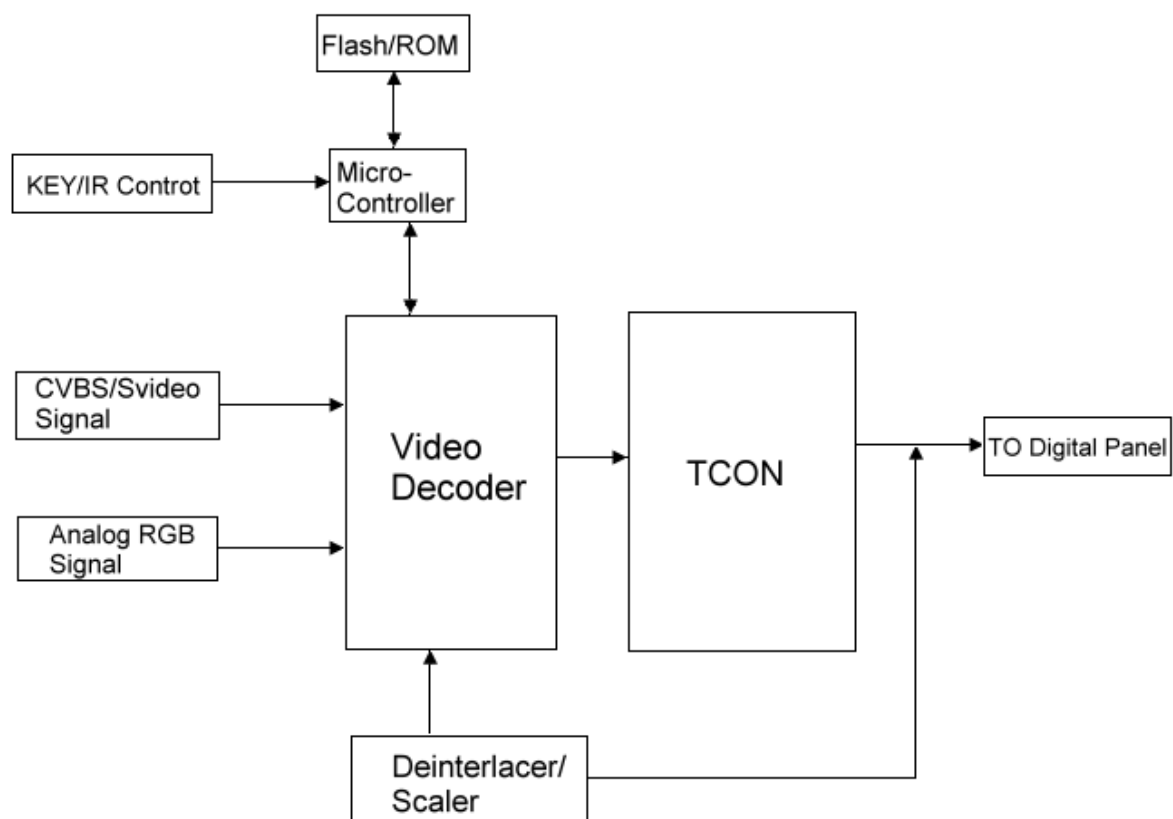 Flash/ROM
KEY/IR Controt
Micro-
Controller
CVBS/Svideo
Signal
Video
Decoder
TCON
TO Digital Panel
Analog RGB
Signal
Deinterlacer/
Scaler